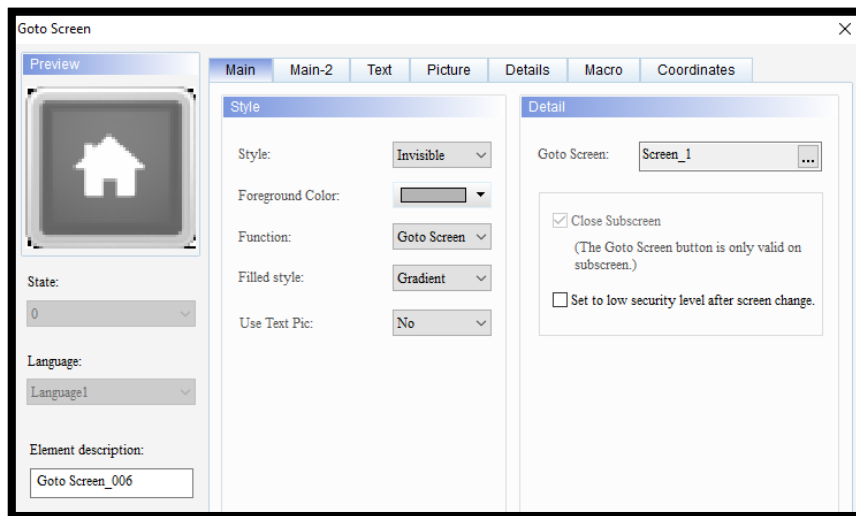 Goto Screen
Preview
Main Main-2 Text Picture Details Macro Coordinates
Style
Detail
Style: Invisible
Goto Screen: Screen_1 ...
Foreground Color:
Close Subscreen
(The Goto Screen button is only valid on
subscreen.)
Function: Goto Screen
Filled style: Gradient
Set to low security level after screen change.
Use Text Pic: No
State:
0
Language:
Language1
Element description:
Goto Screen_006